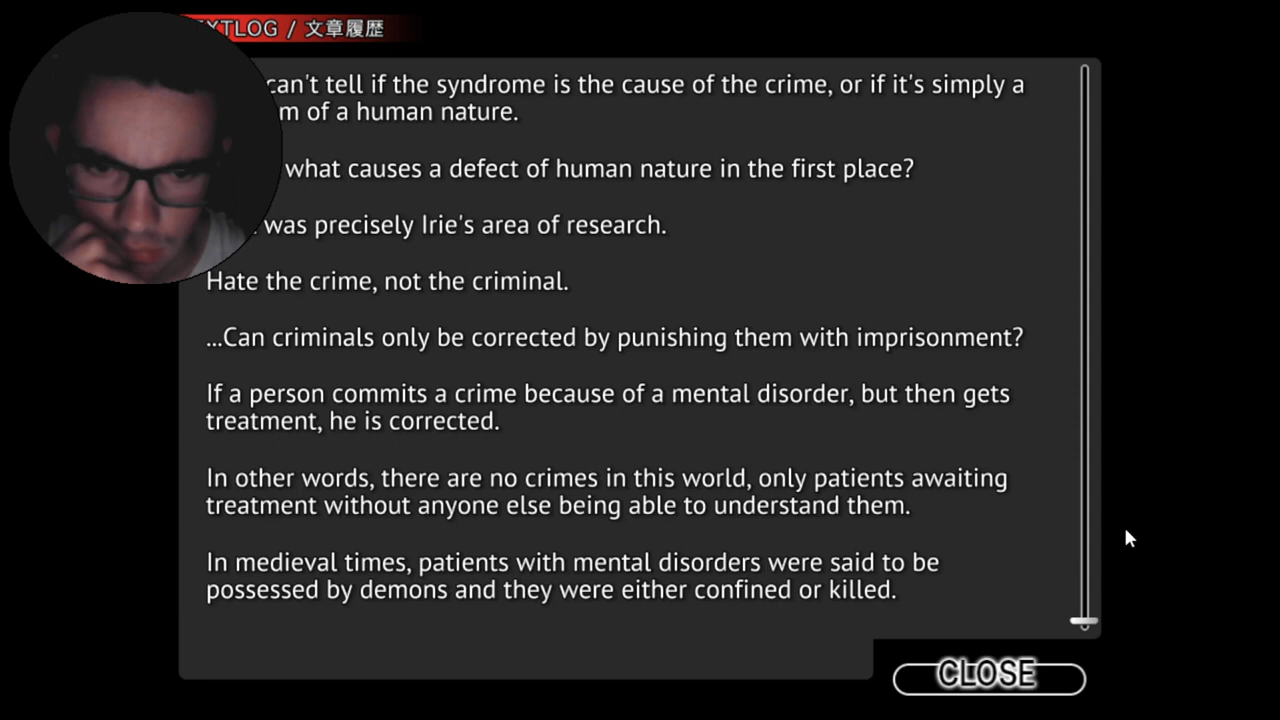 XTLOG / 文章履歴
can't tell if the syndrome is the cause of the crime, or if it's simply a
of a human nature.
what causes a defect of human nature in the first place?
was precisely Irie's area of research.
Hate the crime, not the criminal.
...Can criminals only be corrected by punishing them with imprisonment?
If a person commits a crime because of a mental disorder, but then gets
treatment, he is corrected.
In other words, there are no crimes in this world, only patients awaiting
treatment without anyone else being able to understand them.
In medieval times, patients with mental disorders were said to be
possessed by demons and they were either confined or killed.
CLOSE